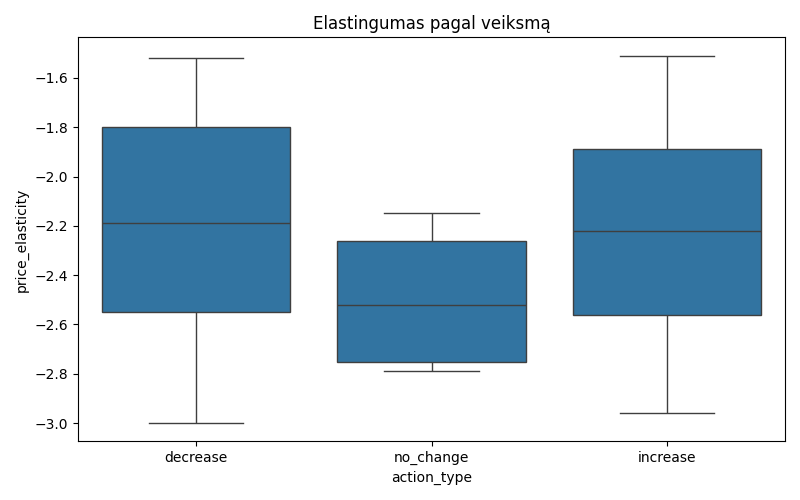 Elastingumas pagal veiksmą
price_elasticity
−1.6
−1.8
−2.0
−2.2
−2.4
−2.6
−2.8
−3.0
decrease
no_change
increase
action_type